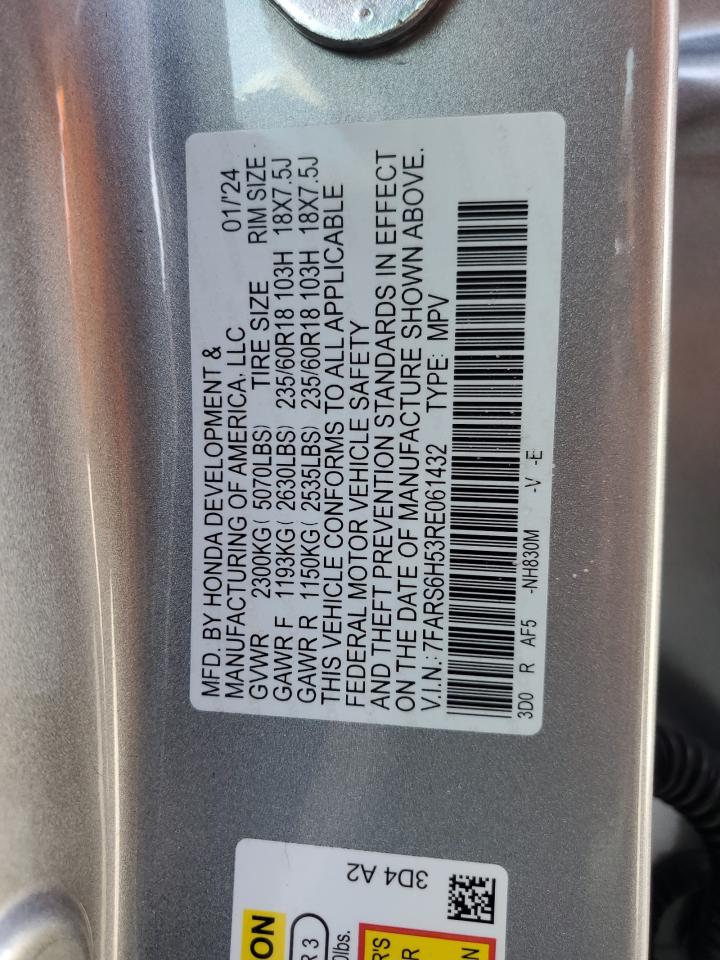 MFD. BY HONDA DEVELOPMENT &
MANUFACTURING OF AMERICA, LLC 01/'24
GVWR 2300KG( 5070LBS) TIRE SIZE RIM SIZE
GAWR F 1193KG( 2630LBS) 235/60R18 103H 18X7.5J
GAWR R 1150KG( 2535LBS) 235/60R18 103H 18X7.5J
THIS VEHICLE CONFORMS TO ALL APPLICABLE
FEDERAL MOTOR VEHICLE SAFETY
AND THEFT PREVENTION STANDARDS IN EFFECT
ON THE DATE OF MANUFACTURE SHOWN ABOVE.
V.I.N.: 7FARS6H53RE061432 TYPE: MPV
3D0 R AF5 -NH830M -V -E
3D4 A2
ON
R 3
0lbs.
R'S
R
N